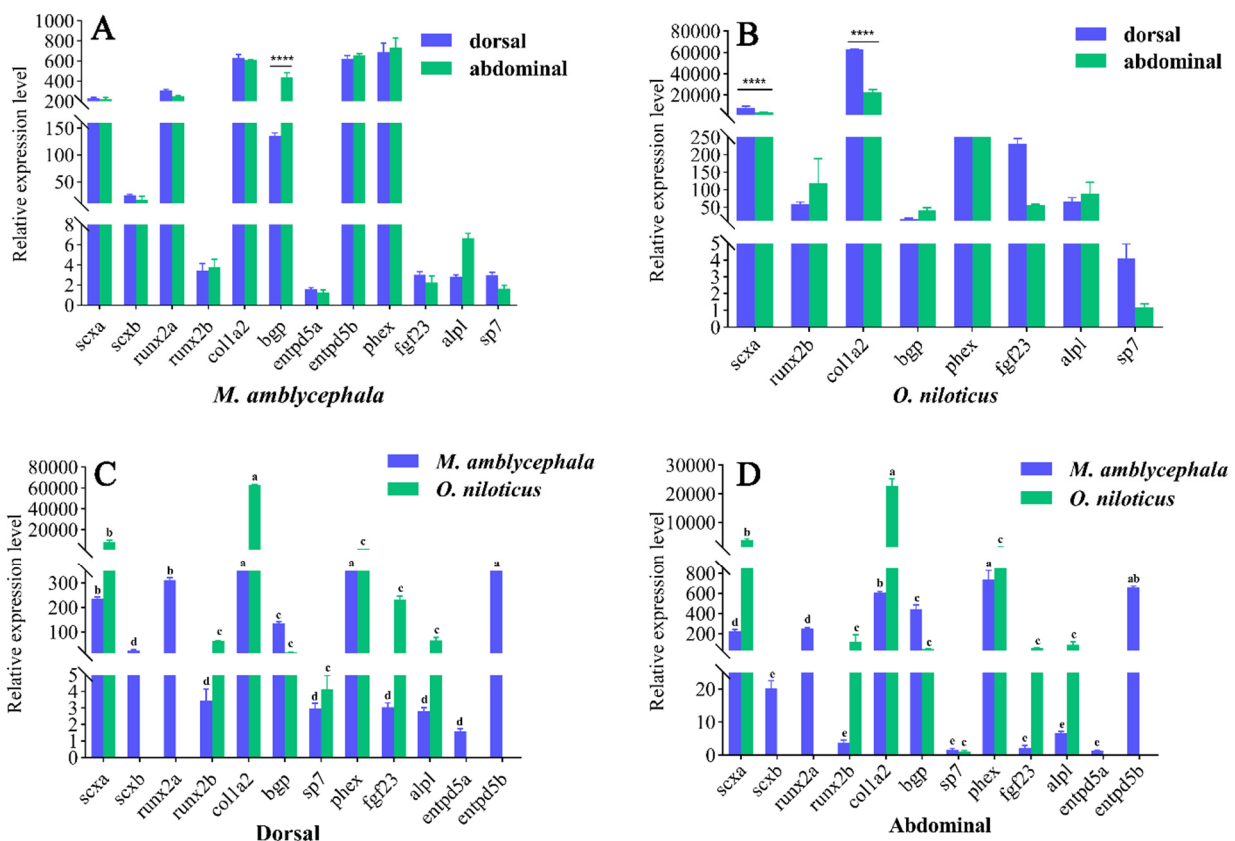 A
dorsal
abdominal
****
Relative expression level
1000
800
600
400
200
150
100
50
8
6
4
2
0
scxa
scxb
runx2a
runx2b
col1a2
bgp
entpd5a
entpd5b
phex
fgf23
alpl
sp7
M. amblycephala
B
dorsal
abdominal
****
****
Relative expression level
80000
60000
40000
20000
250
200
150
100
50
5
4
3
2
1
0
scxa
runx2b
col1a2
bgp
phex
fgf23
alpl
sp7
O. niloticus
C
M. amblycephala
O. niloticus
Relative expression level
80000
60000
40000
20000
300
200
100
5
4
3
2
1
0
b b d b d c a a c c d c a c d c d c d a
scxa
scxb
runx2a
runx2b
col1a2
bgp
sp7
phex
fgf23
alpl
entpd5a
entpd5b
Dorsal
D
M. amblycephala
O. niloticus
Relative expression level
30000
20000
10000
800
600
400
200
20
10
0
d b e d e c b a c c e c a c e c e c e ab
scxa
scxb
runx2a
runx2b
col1a2
bgp
sp7
phex
fgf23
alpl
entpd5a
entpd5b
Abdominal